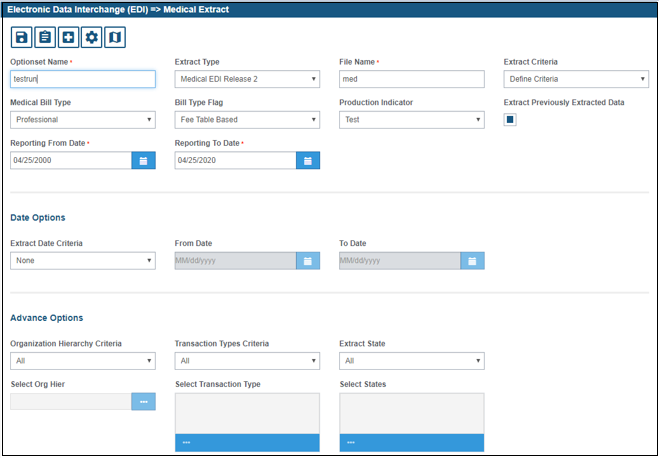 Electronic Data Interchange (EDI) => Medical Extract
Optionset Name * Extract Type File Name * Extract Criteria
testrun Medical EDI Release 2 med Define Criteria
Medical Bill Type Bill Type Flag Production Indicator Extract Previously Extracted Data
Professional Fee Table Based Test
Reporting From Date * Reporting To Date *
04/25/2000 04/25/2020
Date Options
Extract Date Criteria From Date To Date
None MM/dd/yyyy MM/dd/yyyy
Advance Options
Organization Hierarchy Criteria Transaction Types Criteria Extract State
All All All
Select Org Hier Select Transaction Type Select States